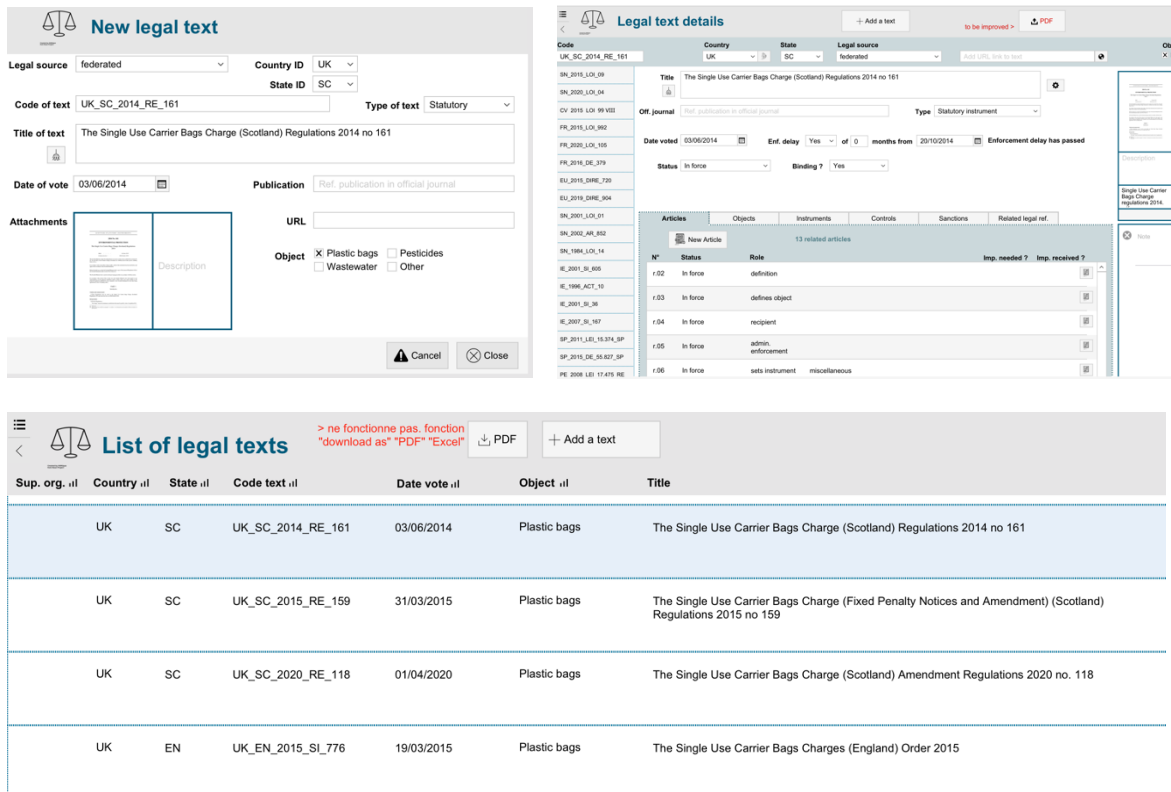 New legal text
Legal source federated Country ID UK
State ID SC
Code of text UK_SC_2014_RE_161 Type of text Statutory
Title of text The Single Use Carrier Bags Charge (Scotland) Regulations 2014 no 161
Date of vote 03/06/2014 Publication Ref. publication in official journal
Attachments Description URL
Object X Plastic bags Pesticides
Wastewater Other
Cancel Close
Legal text details
+ Add a text
to be improved > PDF
Code Country State Legal source Ob
UK_SC_2014_RE_161 UK SC federated Add URL link to text X
SN_2015_LOI_09
SN_2020_LOI_04
CV 2015 LOI 99 VIII
FR_2015_LOI_992
FR_2020_LOI_105
FR_2016_DE_379
EU_2015_DIRE_720
EU_2019_DIRE_904
SN_2001_LOI_01
SN_2002_AR_852
SN_1984_LOI_14
IE_2001_SI_605
IE_1996_ACT_10
IE_2001_SI_36
IE_2007_SI_167
SP_2011_LEI_15.374_SP
SP_2015_DE_55.827_SP
PE 2008 LEI 17.475 RE
Title The Single Use Carrier Bags Charge (Scotland) Regulations 2014 no 161
Off. journal Ref. publication in official journal Type Statutory instrument
Date voted 03/06/2014 Enf. delay Yes of 0 months from 20/10/2014 Enforcement delay has passed
Status In force Binding ? Yes
Articles Objects Instruments Controls Sanctions Related legal ref.
New Article 13 related articles
N° Status Role Imp. needed ? Imp. received ?
r.02 In force definition
r.03 In force defines object
r.04 In force recipient
r.05 In force admin.
enforcement
r.06 In force sets instrument miscellaneous
Description
Single Use Carrier
Bags Charge
regulations 2014.
Note
List of legal texts
> ne fonctionne pas. fonction
"download as" "PDF" "Excel"
PDF
+ Add a text
Sup. org. Country State Code text Date vote Object Title
UK SC UK_SC_2014_RE_161 03/06/2014 Plastic bags The Single Use Carrier Bags Charge (Scotland) Regulations 2014 no 161
UK SC UK_SC_2015_RE_159 31/03/2015 Plastic bags The Single Use Carrier Bags Charge (Fixed Penalty Notices and Amendment) (Scotland)
Regulations 2015 no 159
UK SC UK_SC_2020_RE_118 01/04/2020 Plastic bags The Single Use Carrier Bags Charge (Scotland) Amendment Regulations 2020 no. 118
UK EN UK_EN_2015_SI_776 19/03/2015 Plastic bags The Single Use Carrier Bags Charges (England) Order 2015